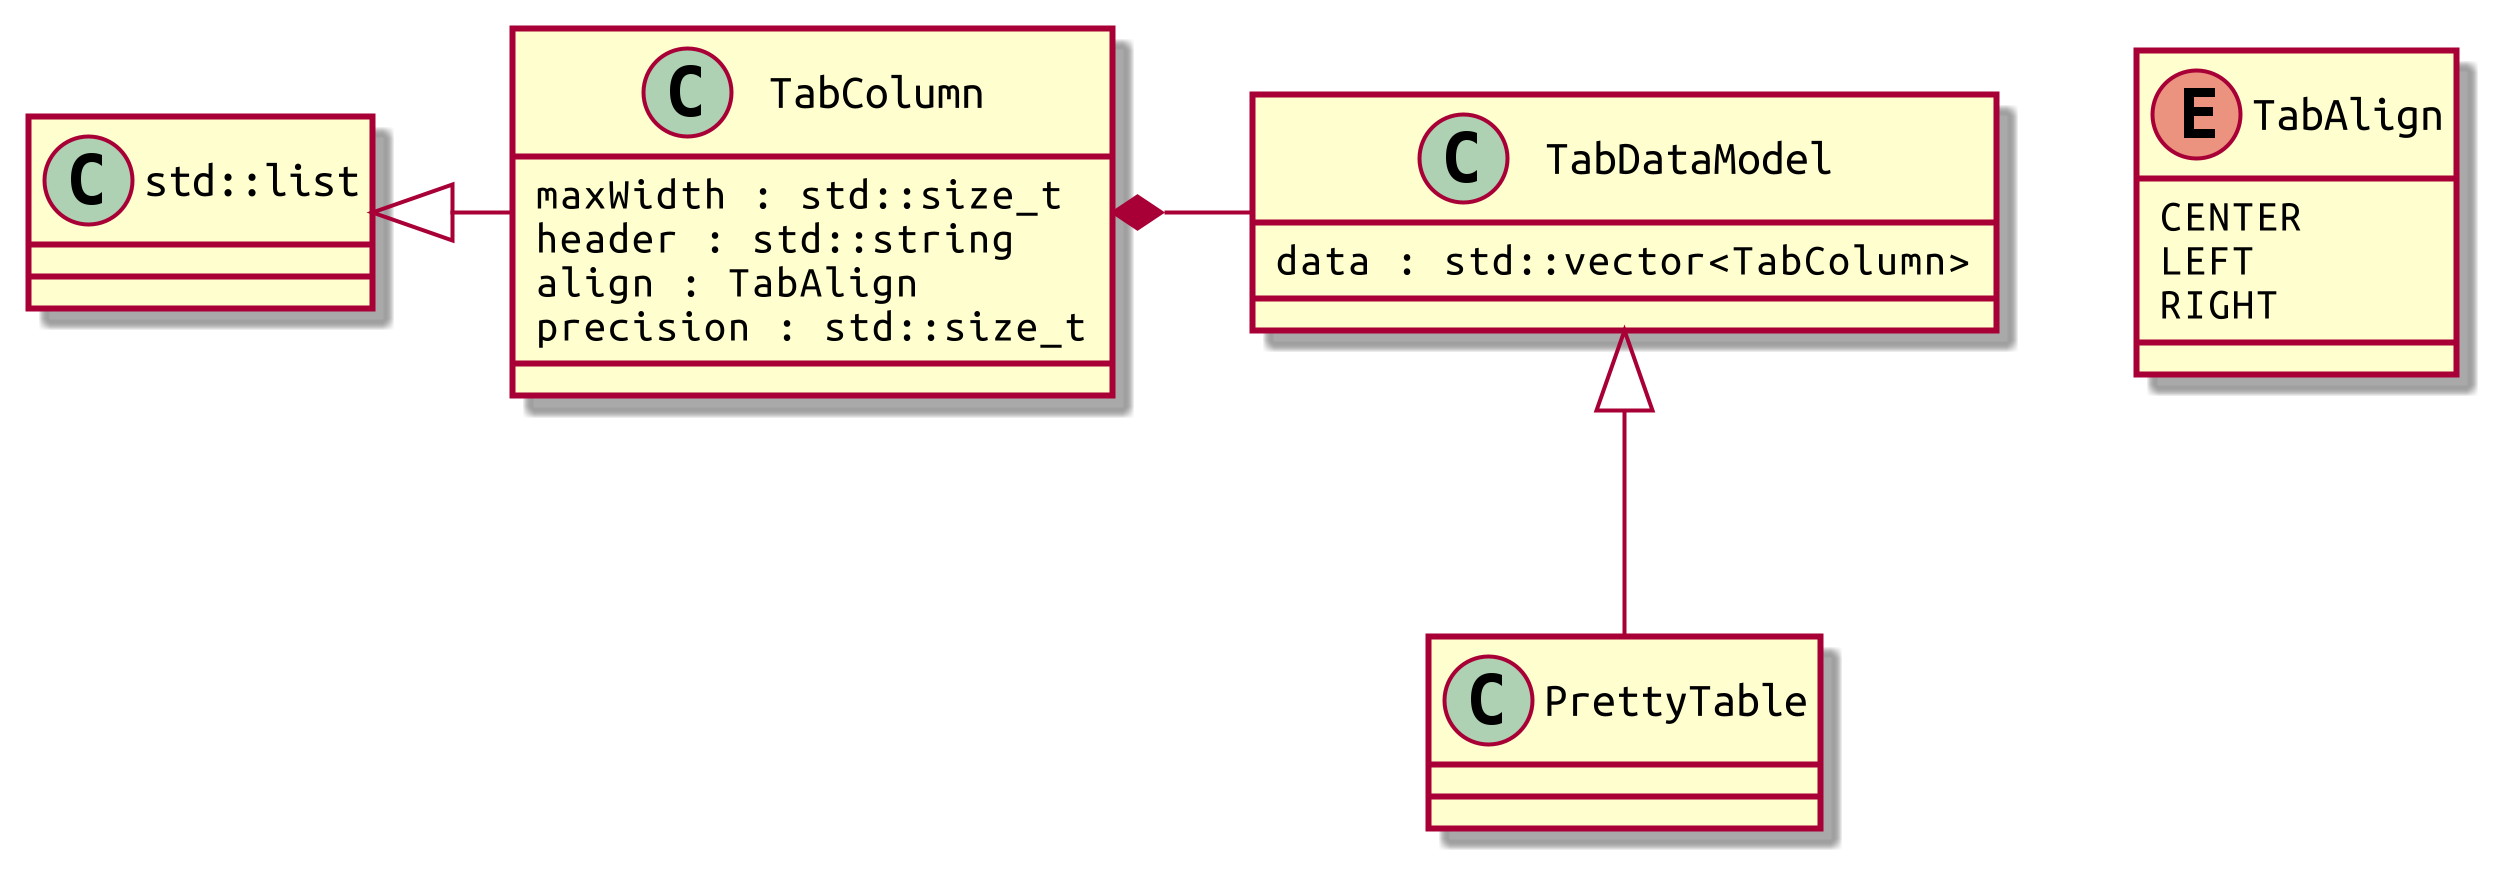 C std::list
C TabColumn
maxWidth : std::size_t
header : std::string
align : TabAlign
precision : std::size_t
C TabDataModel
data : std::vector<TabColumn>
E TabAlign
CENTER
LEFT
RIGHT
C PrettyTable